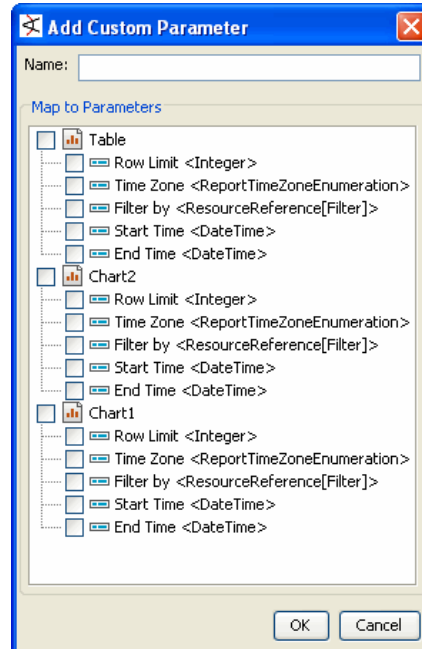 Add Custom Parameter
Name:
Map to Parameters
Table
Row Limit <Integer>
Time Zone <ReportTimeZoneEnumeration>
Filter by <ResourceReference[Filter]>
Start Time <DateTime>
End Time <DateTime>
Chart2
Row Limit <Integer>
Time Zone <ReportTimeZoneEnumeration>
Filter by <ResourceReference[Filter]>
Start Time <DateTime>
End Time <DateTime>
Chart1
Row Limit <Integer>
Time Zone <ReportTimeZoneEnumeration>
Filter by <ResourceReference[Filter]>
Start Time <DateTime>
End Time <DateTime>
OK Cancel